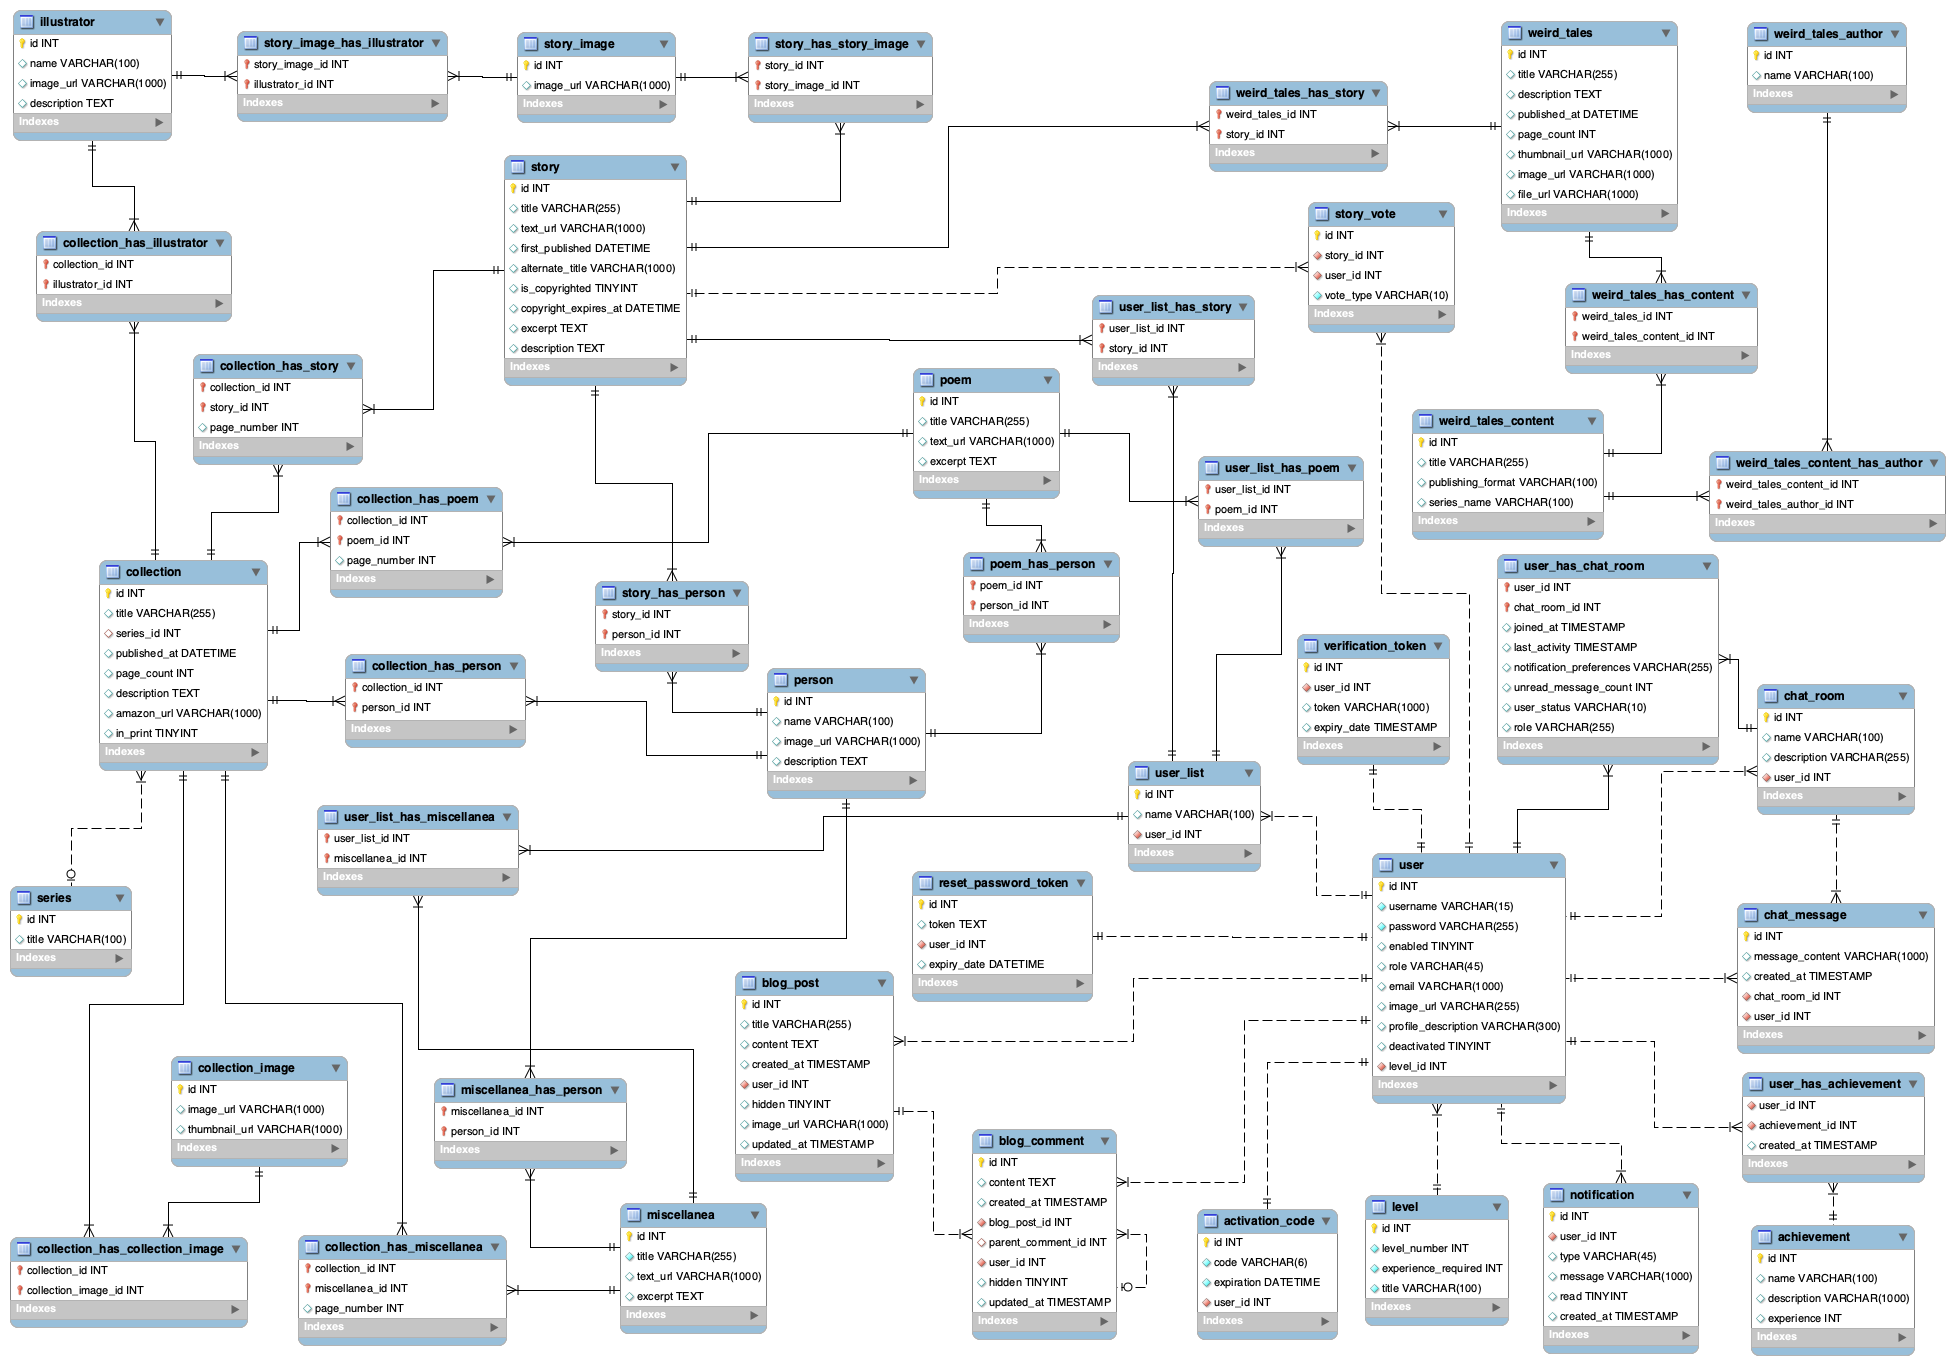 illustrator
id INT
name VARCHAR(100)
image_url VARCHAR(1000)
description TEXT
Indexes
story_image_has_illustrator
story_image_id INT
illustrator_id INT
Indexes
story_image
id INT
image_url VARCHAR(1000)
Indexes
story_has_story_image
story_id INT
story_image_id INT
Indexes
weird_tales_has_story
weird_tales_id INT
story_id INT
Indexes
weird_tales
id INT
title VARCHAR(255)
description TEXT
published_at DATETIME
page_count INT
thumbnail_url VARCHAR(1000)
image_url VARCHAR(1000)
file_url VARCHAR(1000)
Indexes
weird_tales_author
id INT
name VARCHAR(100)
Indexes
story
id INT
title VARCHAR(255)
text_url VARCHAR(1000)
first_published DATETIME
alternate_title VARCHAR(1000)
is_copyrighted TINYINT
copyright_expires_at DATETIME
excerpt TEXT
description TEXT
Indexes
collection_has_illustrator
collection_id INT
illustrator_id INT
Indexes
story_vote
id INT
story_id INT
user_id INT
vote_type VARCHAR(10)
Indexes
user_list_has_story
user_list_id INT
story_id INT
Indexes
weird_tales_has_content
weird_tales_id INT
weird_tales_content_id INT
Indexes
collection_has_story
collection_id INT
story_id INT
page_number INT
Indexes
poem
id INT
title VARCHAR(255)
text_url VARCHAR(1000)
excerpt TEXT
Indexes
weird_tales_content
id INT
title VARCHAR(255)
publishing_format VARCHAR(100)
series_name VARCHAR(100)
Indexes
user_list_has_poem
user_list_id INT
poem_id INT
Indexes
weird_tales_content_has_author
weird_tales_content_id INT
weird_tales_author_id INT
Indexes
collection_has_poem
collection_id INT
poem_id INT
page_number INT
Indexes
collection
id INT
title VARCHAR(255)
series_id INT
published_at DATETIME
page_count INT
description TEXT
amazon_url VARCHAR(1000)
in_print TINYINT
Indexes
story_has_person
story_id INT
person_id INT
Indexes
poem_has_person
poem_id INT
person_id INT
Indexes
user_has_chat_room
user_id INT
chat_room_id INT
joined_at TIMESTAMP
last_activity TIMESTAMP
notification_preferences VARCHAR(255)
unread_message_count INT
user_status VARCHAR(10)
role VARCHAR(255)
Indexes
verification_token
id INT
user_id INT
token VARCHAR(1000)
expiry_date TIMESTAMP
Indexes
collection_has_person
collection_id INT
person_id INT
Indexes
person
id INT
name VARCHAR(100)
image_url VARCHAR(1000)
description TEXT
Indexes
chat_room
id INT
name VARCHAR(100)
description VARCHAR(255)
user_id INT
Indexes
user_list
id INT
name VARCHAR(100)
user_id INT
Indexes
user_list_has_miscellanea
user_list_id INT
miscellanea_id INT
Indexes
series
id INT
title VARCHAR(100)
Indexes
reset_password_token
id INT
token TEXT
user_id INT
expiry_date DATETIME
Indexes
user
id INT
username VARCHAR(15)
password VARCHAR(255)
enabled TINYINT
role VARCHAR(45)
email VARCHAR(1000)
image_url VARCHAR(255)
profile_description VARCHAR(300)
deactivated TINYINT
level_id INT
Indexes
chat_message
id INT
message_content VARCHAR(1000)
created_at TIMESTAMP
chat_room_id INT
user_id INT
Indexes
blog_post
id INT
title VARCHAR(255)
content TEXT
created_at TIMESTAMP
user_id INT
hidden TINYINT
image_url VARCHAR(1000)
updated_at TIMESTAMP
Indexes
collection_image
id INT
image_url VARCHAR(1000)
thumbnail_url VARCHAR(1000)
Indexes
miscellanea_has_person
miscellanea_id INT
person_id INT
Indexes
user_has_achievement
user_id INT
achievement_id INT
created_at TIMESTAMP
Indexes
blog_comment
id INT
content TEXT
created_at TIMESTAMP
blog_post_id INT
parent_comment_id INT
user_id INT
hidden TINYINT
updated_at TIMESTAMP
Indexes
collection_has_collection_image
collection_id INT
collection_image_id INT
Indexes
collection_has_miscellanea
collection_id INT
miscellanea_id INT
page_number INT
Indexes
miscellanea
id INT
title VARCHAR(255)
text_url VARCHAR(1000)
excerpt TEXT
Indexes
activation_code
id INT
code VARCHAR(6)
expiration DATETIME
user_id INT
Indexes
level
id INT
level_number INT
experience_required INT
title VARCHAR(100)
Indexes
notification
id INT
user_id INT
type VARCHAR(45)
message VARCHAR(1000)
read TINYINT
created_at TIMESTAMP
Indexes
achievement
id INT
name VARCHAR(100)
description VARCHAR(1000)
experience INT
Indexes